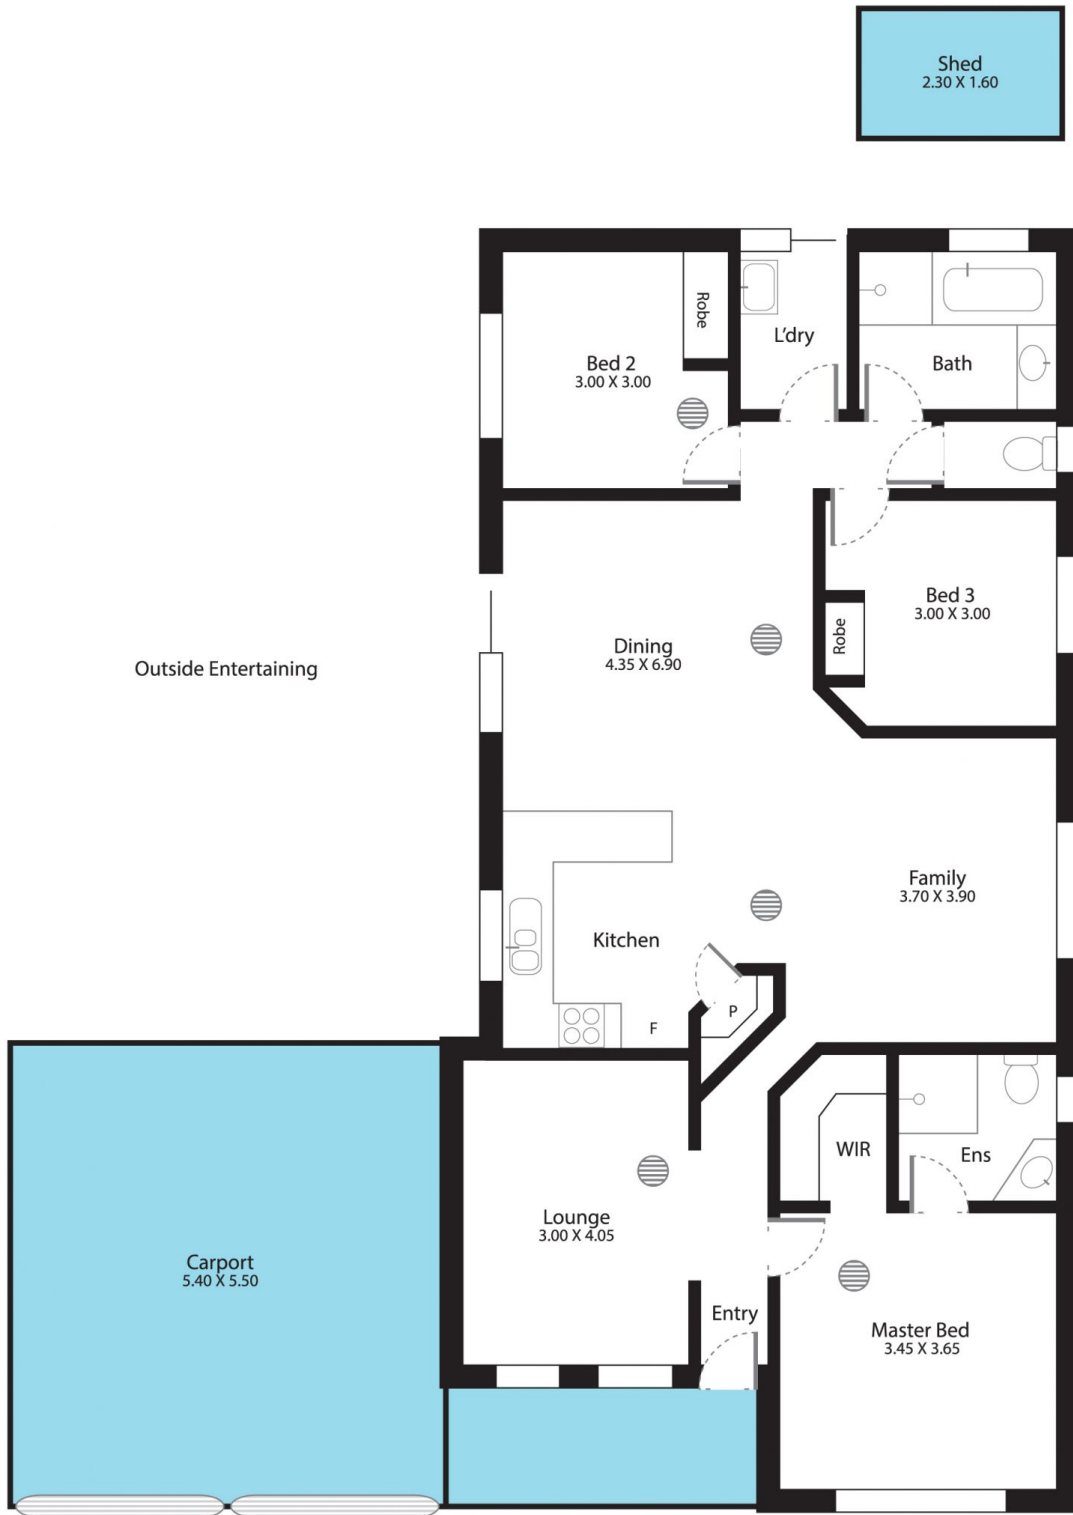 Shed
2.30 X 1.60
Robe
L'dry
Bed 2
3.00 X 3.00
Bath
Bed 3
3.00 X 3.00
Robe
Dining
4.35 X 6.90
Outside Entertaining
Family
3.70 X 3.90
Kitchen
P
F
WIR
Ens
Lounge
3.00 X 4.05
Carport
5.40 X 5.50
Entry
Master Bed
3.45 X 3.65